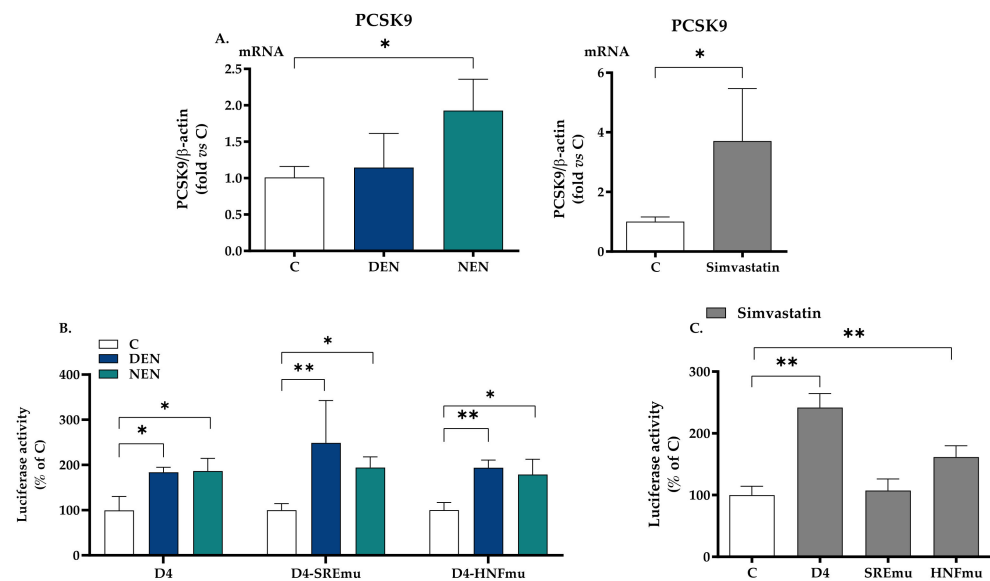 PCSK9
A.
mRNA
*
2.5
2.0
1.5
1.0
0.5
0.0
PCSK9/β-actin
(fold vs C)
C DEN NEN
PCSK9
mRNA
*
6
4
2
0
PCSK9/β-actin
(fold vs C)
C Simvastatin
B.
C
DEN
NEN
400
300
200
100
0
Luciferase activity
(% of C)
*
*
*
**
*
**
D4 D4-SREmu D4-HNFmu
Simvastatin
C.
**
**
300
200
100
0
Luciferase activity
(% of C)
C D4 SREmu HNFmu